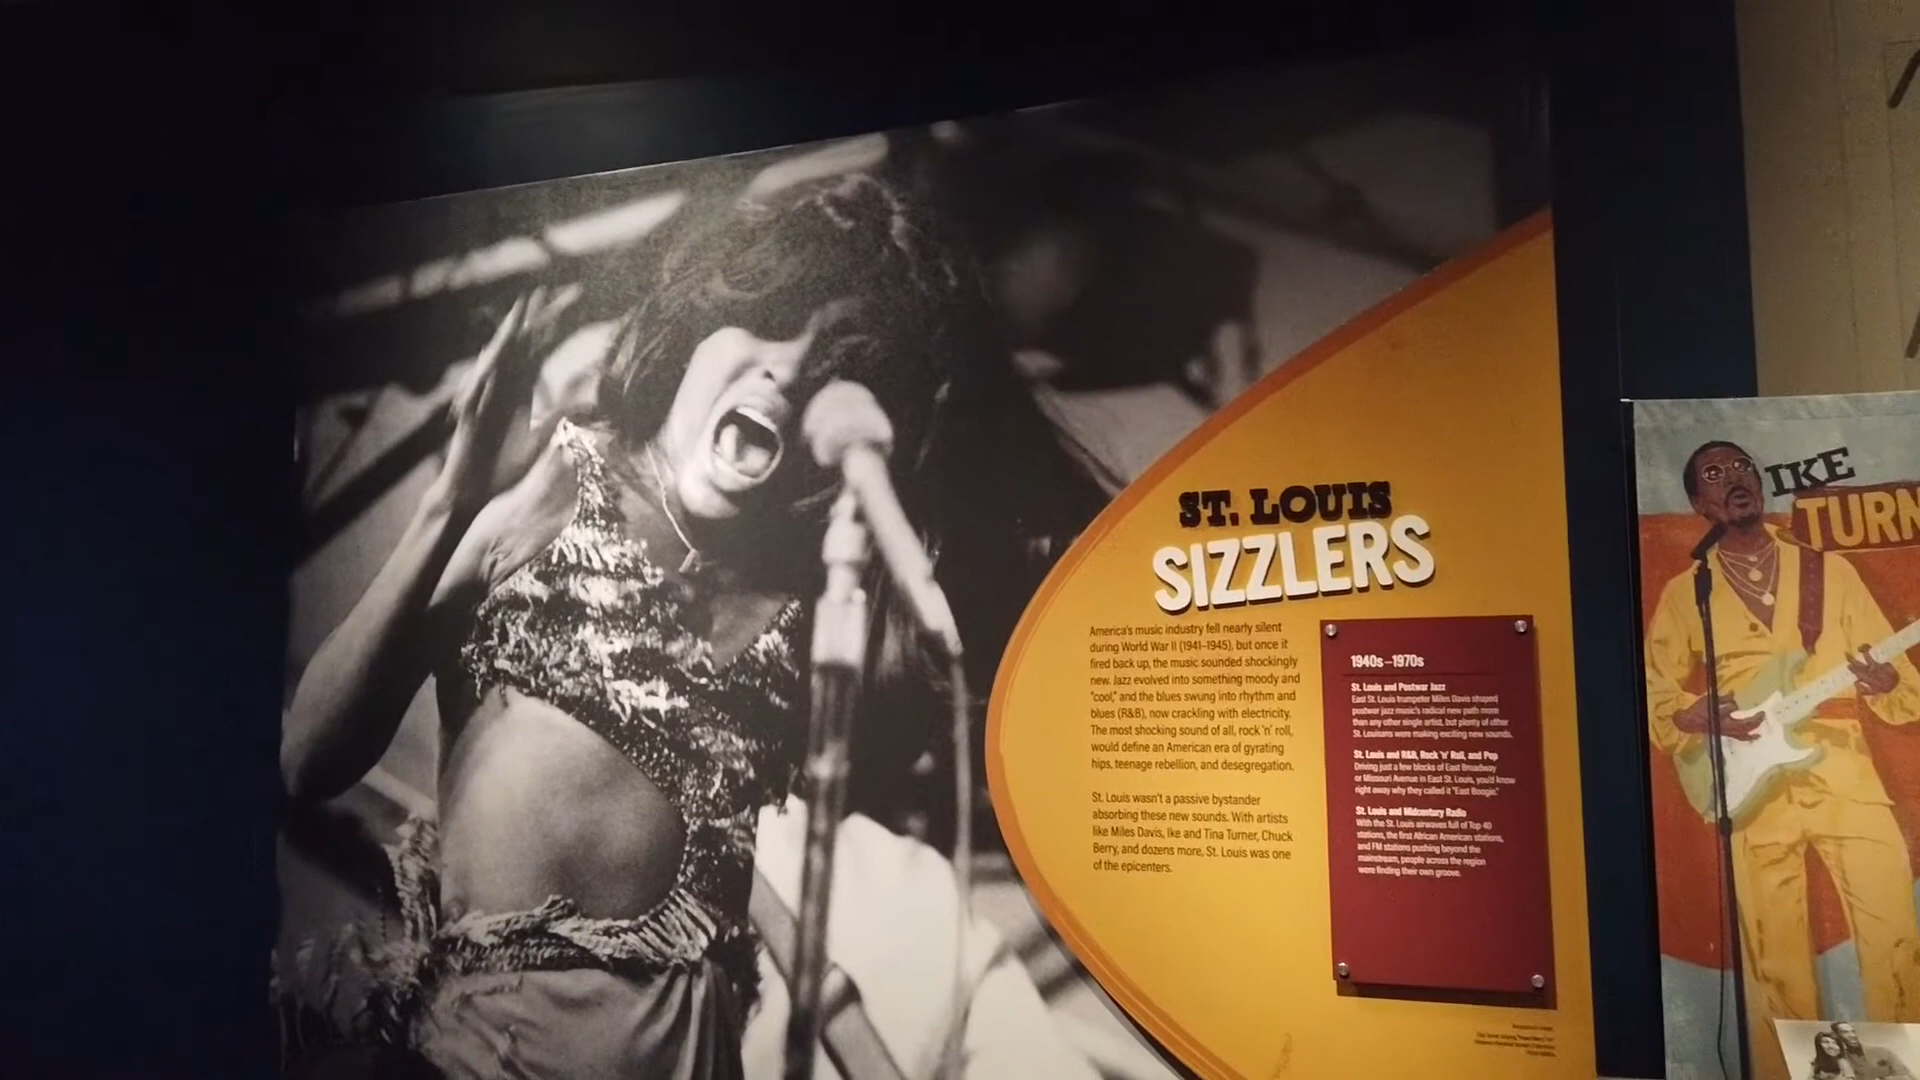 ST. LOUIS
SIZZLERS
America's music industry fell nearly silent
during World War II (1941–1945), but once it
fired back up, the music sounded shockingly
new. Jazz evolved into something moody and
"cool," and the blues swung into rhythm and
blues (R&B), now crackling with electricity.
The most shocking sound of all, rock 'n' roll,
would define an American era of gyrating
hips, teenage rebellion, and desegregation.
St. Louis wasn't a passive bystander
absorbing these new sounds. With artists
like Miles Davis, Ike and Tina Turner, Chuck
Berry, and dozens more, St. Louis was one
of the epicenters.
1940s–1970s
St. Louis and Postwar Jazz
East St. Louis trumpeter Miles Davis shaped
postwar jazz music's radical new path more
than any other single artist, but plenty of other
St. Louisans were making exciting new sounds.
St. Louis and R&B, Rock 'n' Roll, and Pop
Driving just a few blocks of East Broadway
or Missouri Avenue in East St. Louis, you'd know
right away why they called it "East Boogie."
St. Louis and Midcentury Radio
With the St. Louis airwaves full of Top 40
stations, the first African American stations,
and FM stations pushing beyond the
mainstream, people across the region
were finding their own groove.
IKE
TURN